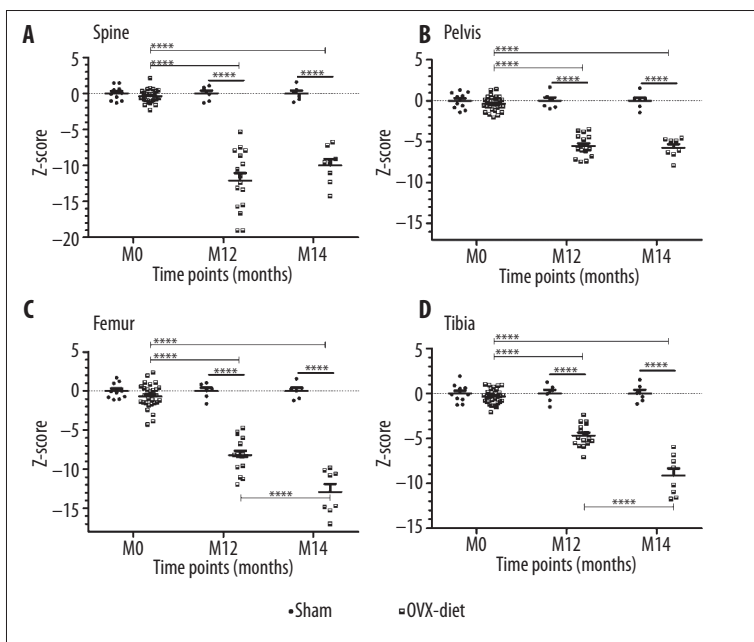 A Spine
5
0
−5
−10
−15
−20
Z-score
****
****
****
****
M0 M12 M14
Time points (months)
B Pelvis
5
0
−5
−10
−15
Z-score
****
****
****
****
M0 M12 M14
Time points (months)
C Femur
5
0
−5
−10
−15
Z-score
****
****
****
****
****
M0 M12 M14
Time points (months)
D Tibia
5
0
−5
−10
−15
Z-score
****
****
****
****
****
M0 M12 M14
Time points (months)
Sham OVX-diet